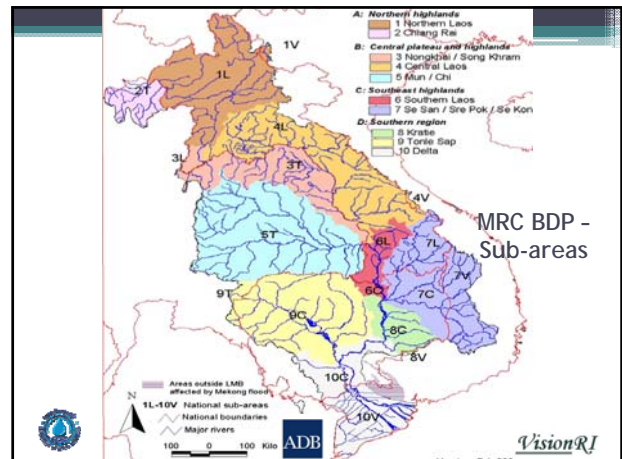 A: Northern highlands
1 Northern Laos
2 Chiang Rai
B: Central plateau and highlands
3 Nongkhai / Song Khram
4 Central Laos
5 Mun / Chi
C: Southeast highlands
6 Southern Laos
7 Se San / Sre Pok / Se Kon
D: Southern region
8 Kratie
9 Tonle Sap
10 Delta
1V
1L
2T
4L
3L
3T
4V
MRC BDP –
Sub-areas
5T
6L
7L
7V
9T
6C
7C
9C
8C
8V
10C
10V
N
Areas outside LMB
affected by Mekong flood
1L-10V National sub-areas
National boundaries
Major rivers
100 0 100 Kilo
ADB
VisionRI